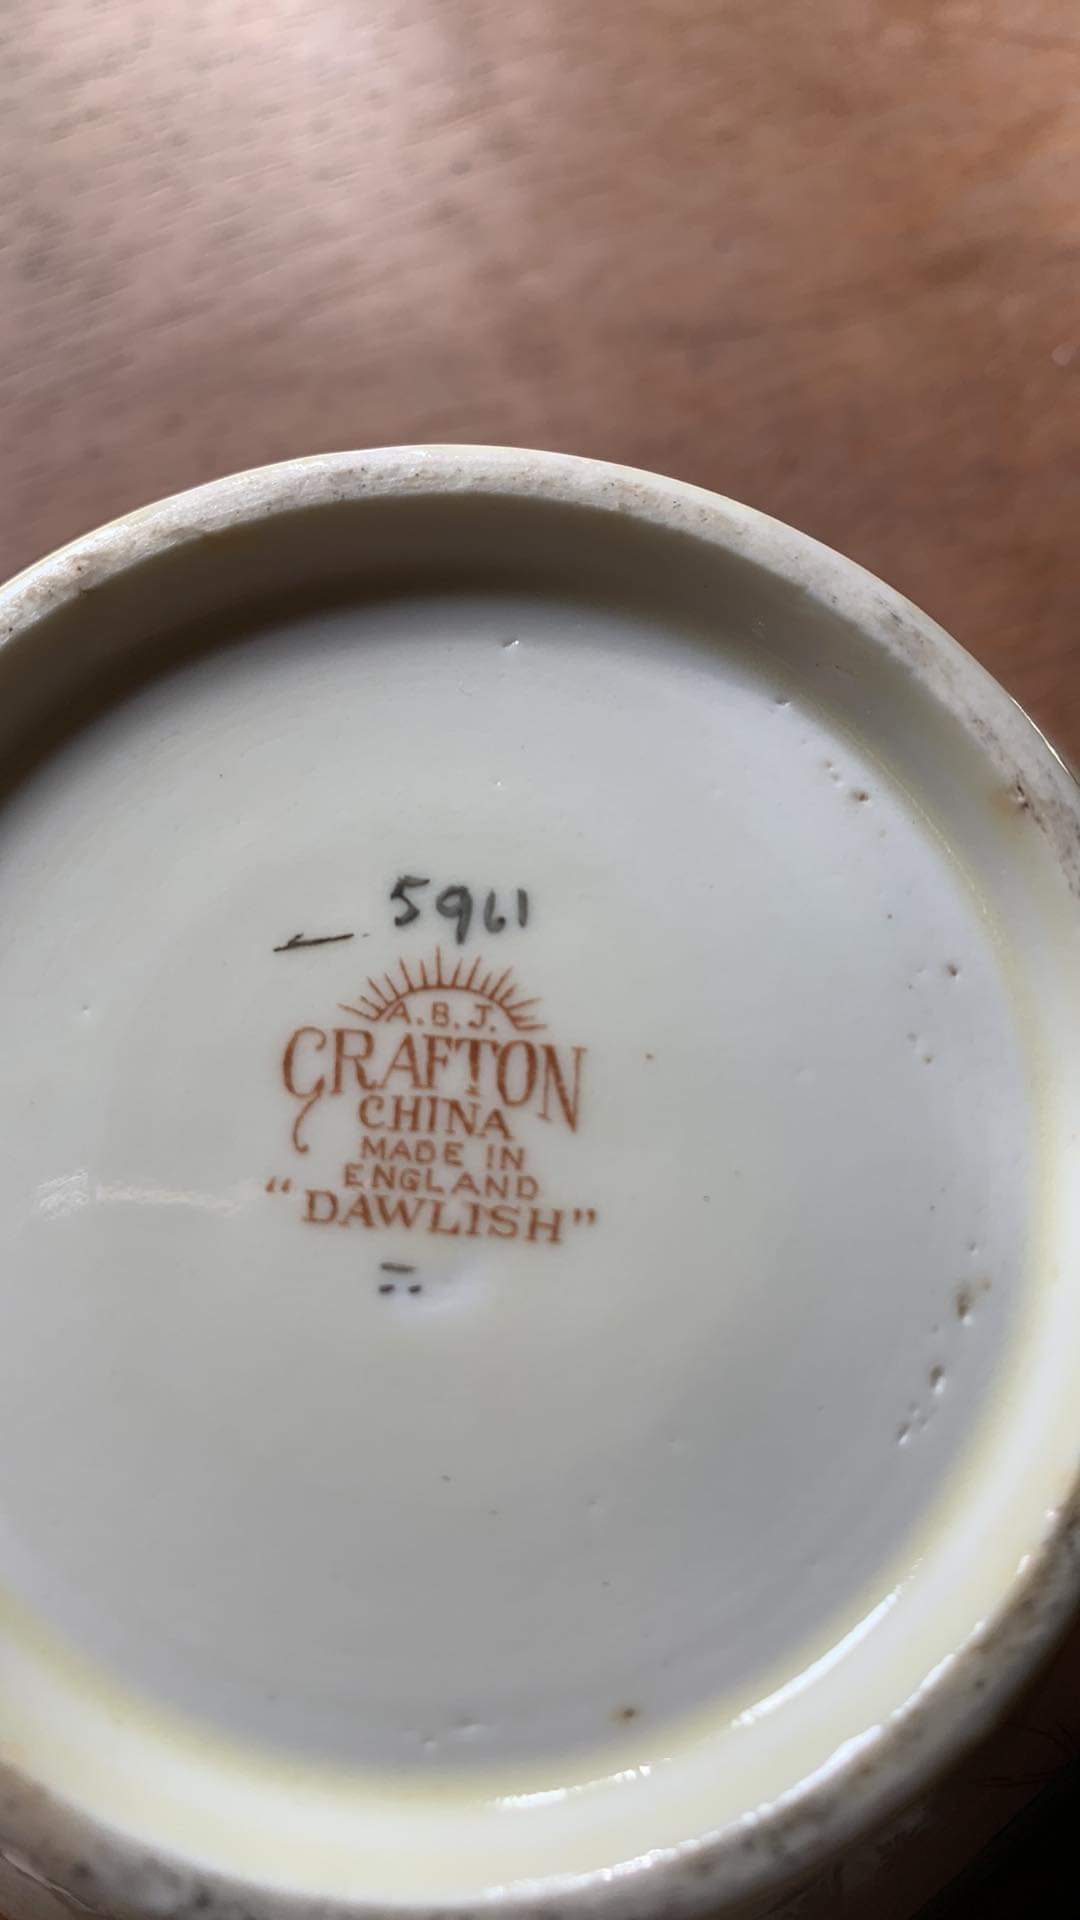 5961
A.B.J.
CRAFTON
CHINA
MADE IN
ENGLAND
"DAWLISH"